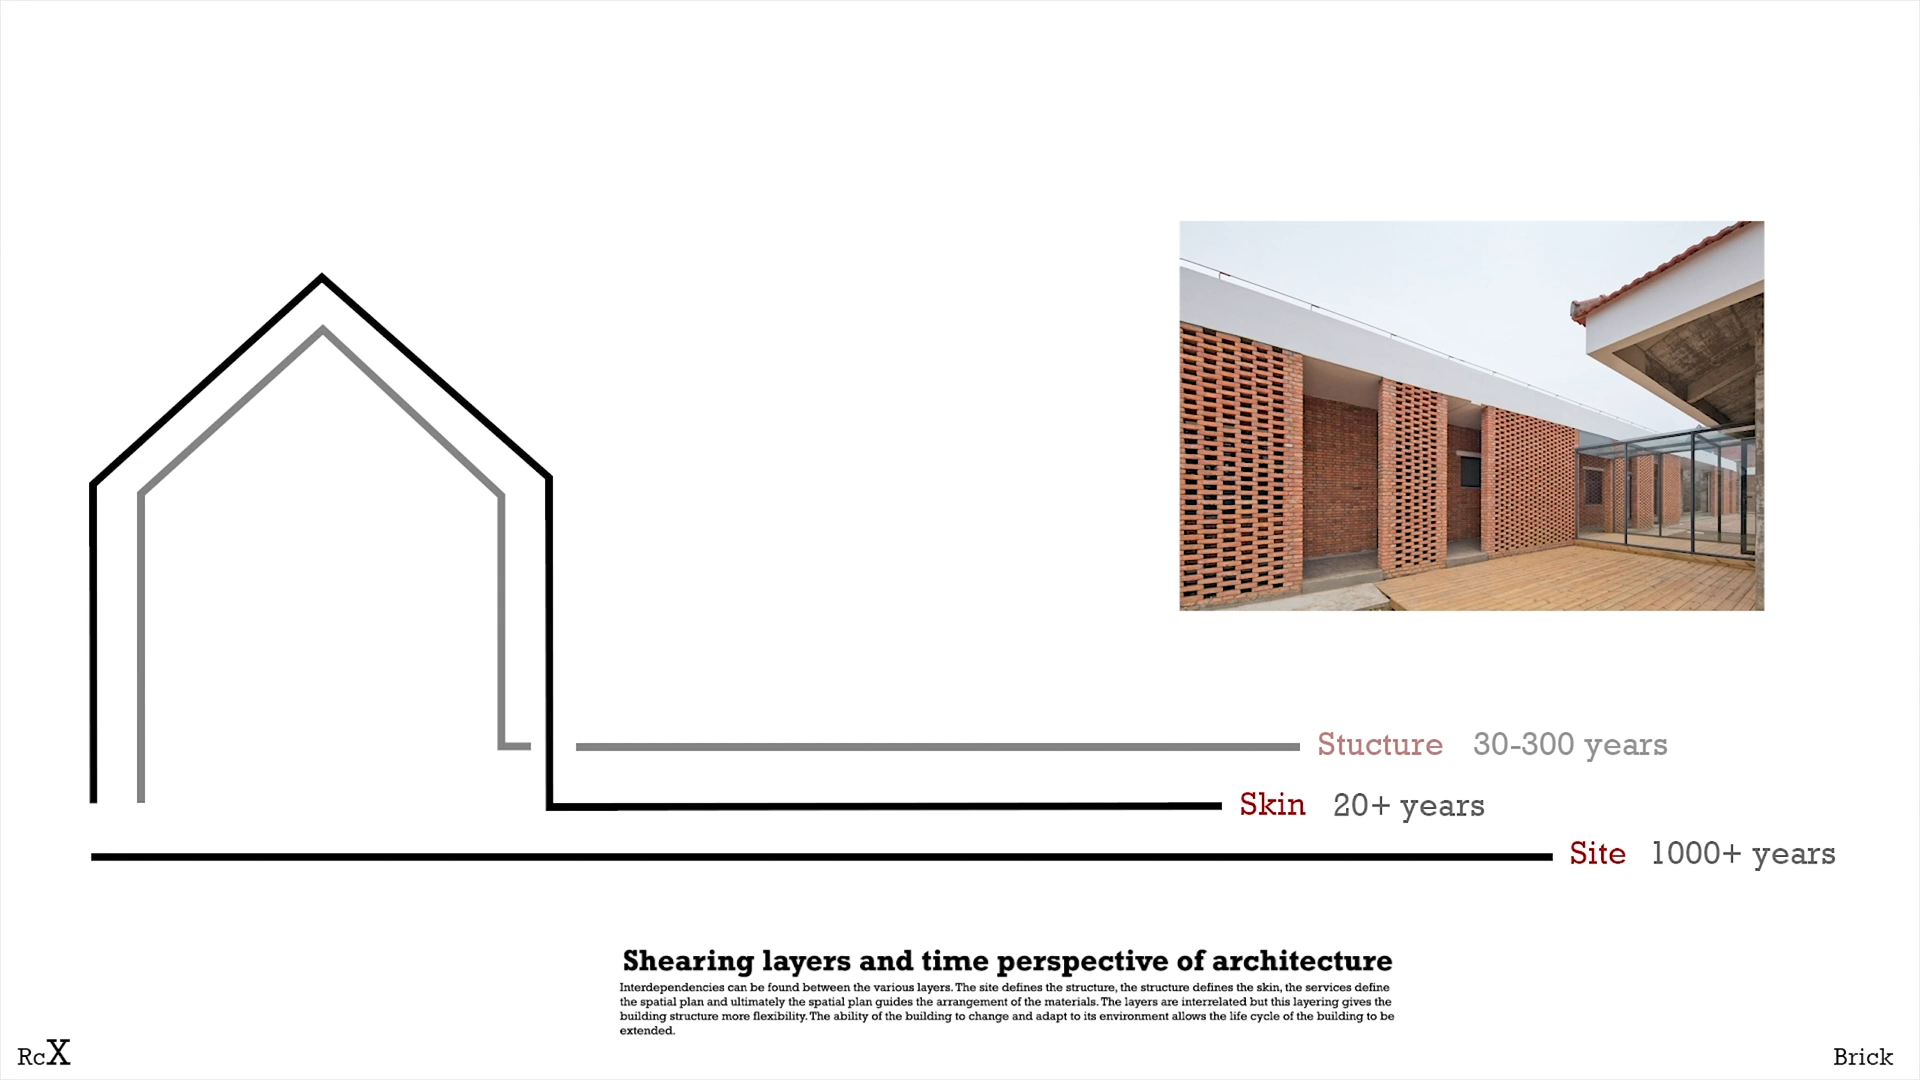 Stucture 30-300 years
Skin 20+ years
Site 1000+ years
Shearing layers and time perspective of architecture
Interdependencies can be found between the various layers. The site defines the structure, the structure defines the skin, the services define
the spatial plan and ultimately the spatial plan guides the arrangement of the materials. The layers are interrelated but this layering gives the
building structure more flexibility. The ability of the building to change and adapt to its environment allows the life cycle of the building to be
extended.
RcX
Brick